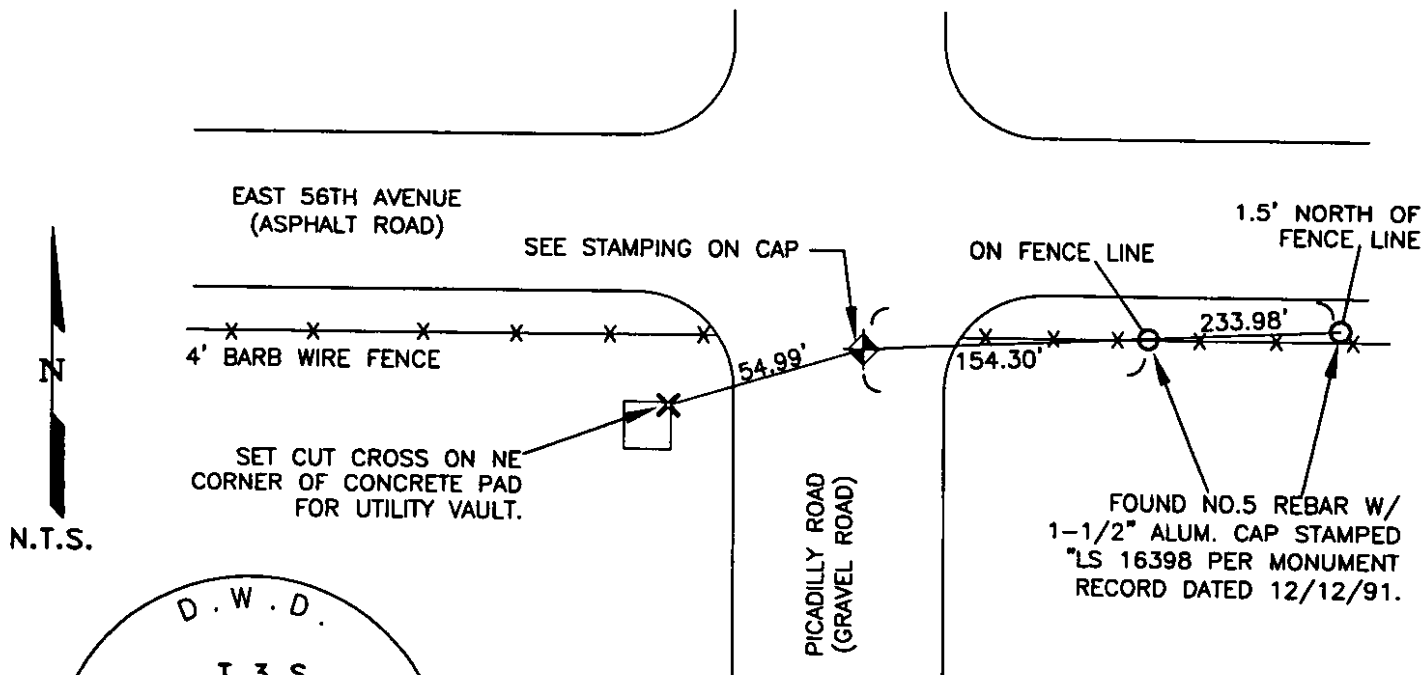 EAST 56TH AVENUE
(ASPHALT ROAD)
SEE STAMPING ON CAP
ON FENCE LINE
1.5' NORTH OF
FENCE LINE
4' BARB WIRE FENCE
54.99'
154.30'
233.98'
N
N.T.S.
SET CUT CROSS ON NE
CORNER OF CONCRETE PAD
FOR UTILITY VAULT.
PICADILLY ROAD
(GRAVEL ROAD)
FOUND NO.5 REBAR W/
1-1/2" ALUM. CAP STAMPED
"LS 16398 PER MONUMENT
RECORD DATED 12/12/91.
D.W.D.
T 3 S